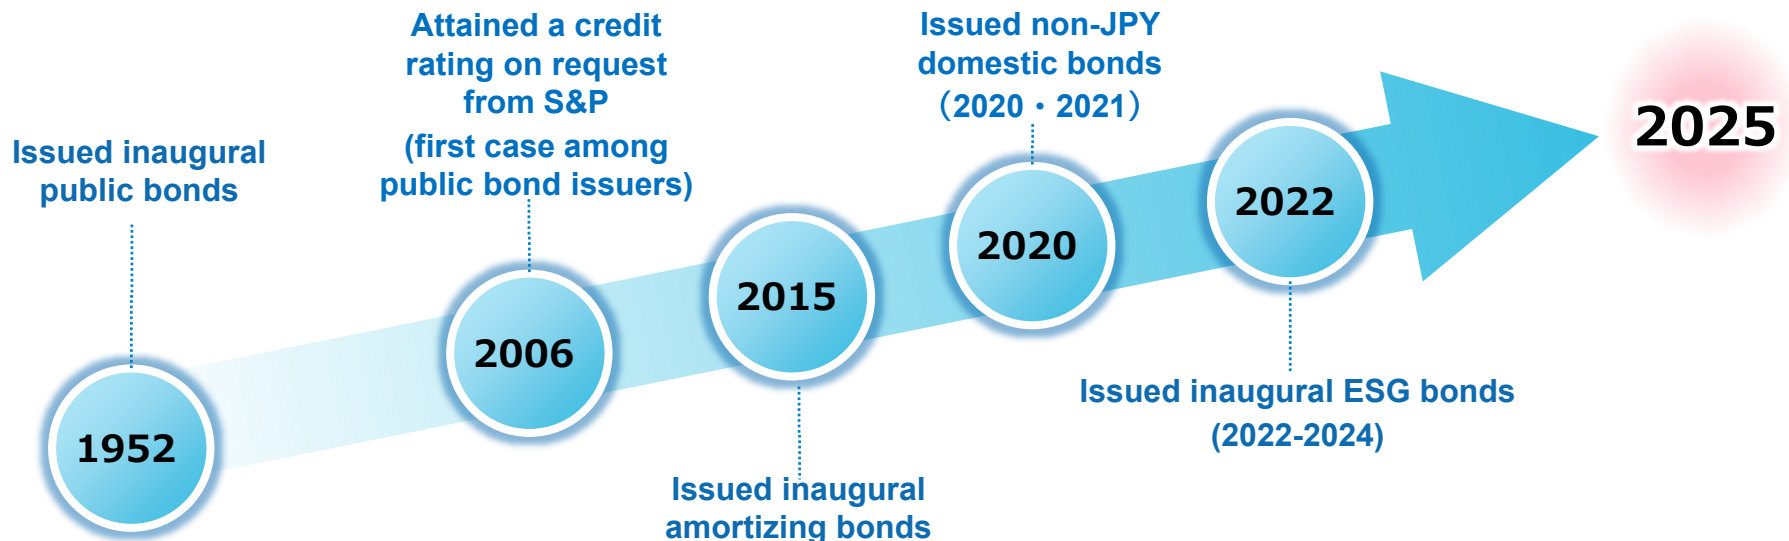 Issued inaugural
public bonds
1952
Attained a credit
rating on request
from S&P
(first case among
public bond issuers)
2006
2015
Issued inaugural
amortizing bonds
Issued non-JPY
domestic bonds
（2020・2021）
2020
2022
Issued inaugural ESG bonds
(2022-2024)
2025